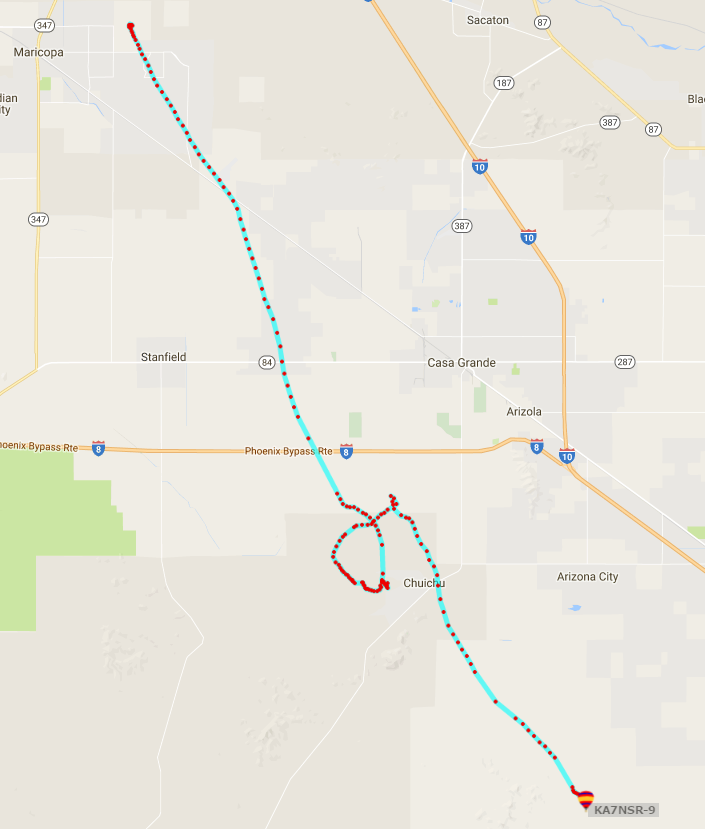 347
Maricopa
Sacaton
87
dian
ity
187
387
Bla
87
10
347
387
10
Stanfield
84
Casa Grande
287
Arizola
hoenix Bypass Rte
8
Phoenix Bypass Rte
8
8
10
Chuichu
Arizona City
KA7NSR-9